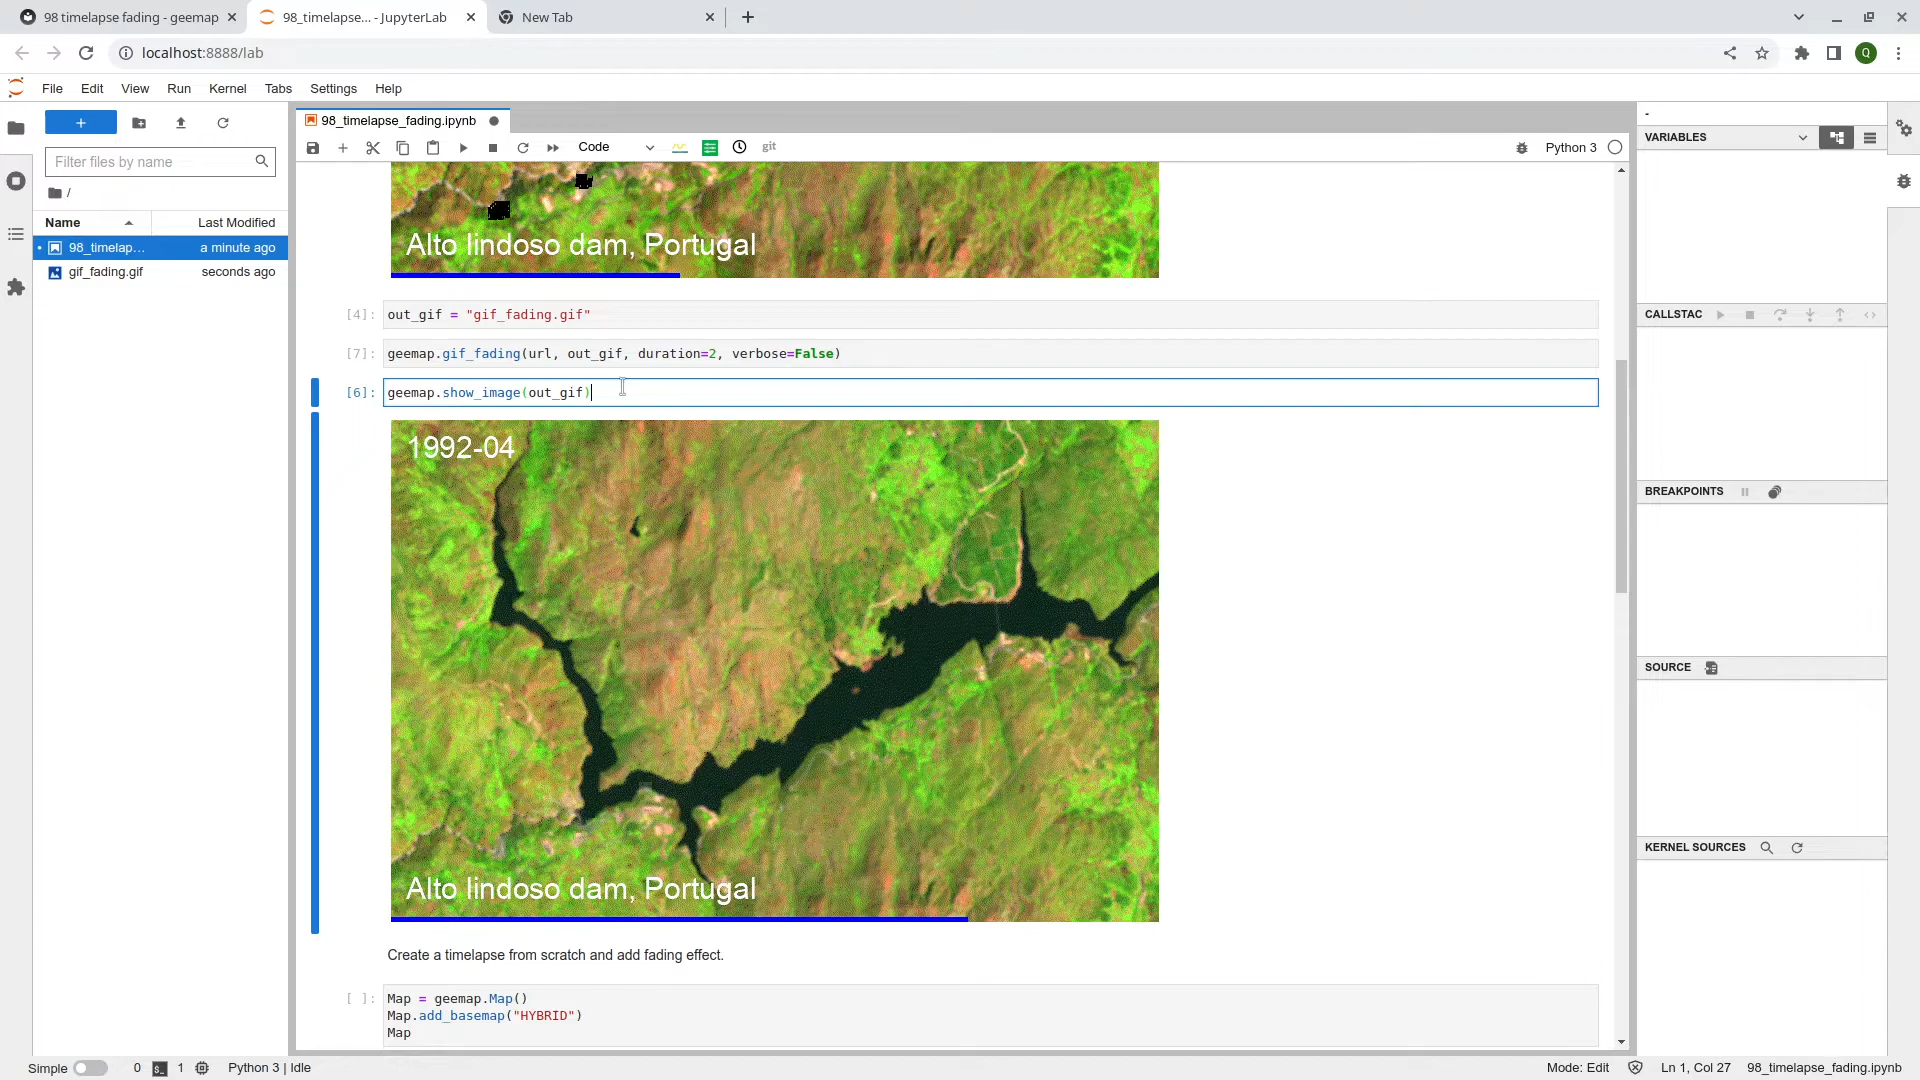 98 timelapse fading - geemap
98_timelapse... - JupyterLab
New Tab
localhost:8888/lab
Q
File Edit View Run Kernel Tabs Settings Help
+
Filter files by name
/
Name Last Modified
98_timelap... a minute ago
gif_fading.gif seconds ago
98_timelapse_fading.ipynb
Code
git
Python 3
Alto lindoso dam, Portugal
[4]: out_gif = "gif_fading.gif"
[7]: geemap.gif_fading(url, out_gif, duration=2, verbose=False)
[6]: geemap.show_image(out_gif)
1992-04
Alto lindoso dam, Portugal
Create a timelapse from scratch and add fading effect.
[ ]: Map = geemap.Map()
Map.add_basemap("HYBRID")
Map
-
VARIABLES
CALLSTAC
BREAKPOINTS
SOURCE
KERNEL SOURCES
Simple 0 1 Python 3 | Idle
Mode: Edit Ln 1, Col 27 98_timelapse_fading.ipynb